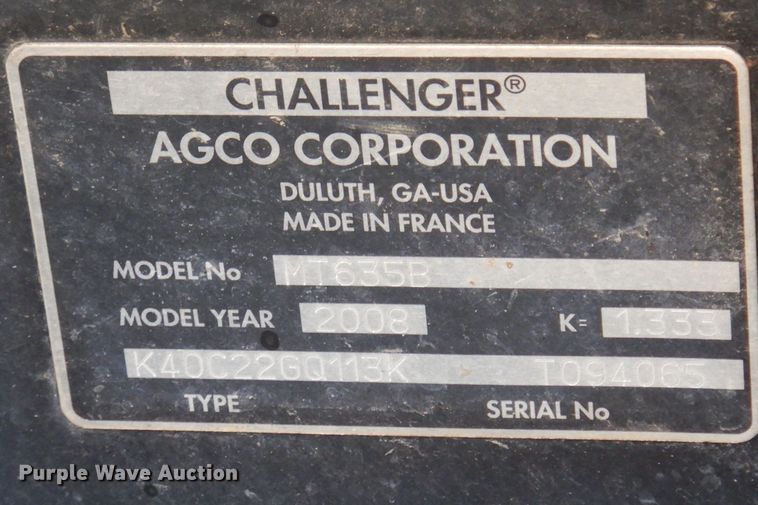 CHALLENGER®
AGCO CORPORATION
DULUTH, GA-USA
MADE IN FRANCE
MODEL No MT635B
MODEL YEAR 2008 K= 1.333
K40C22GQ113K T094065
TYPE SERIAL No
Purple Wave Auction